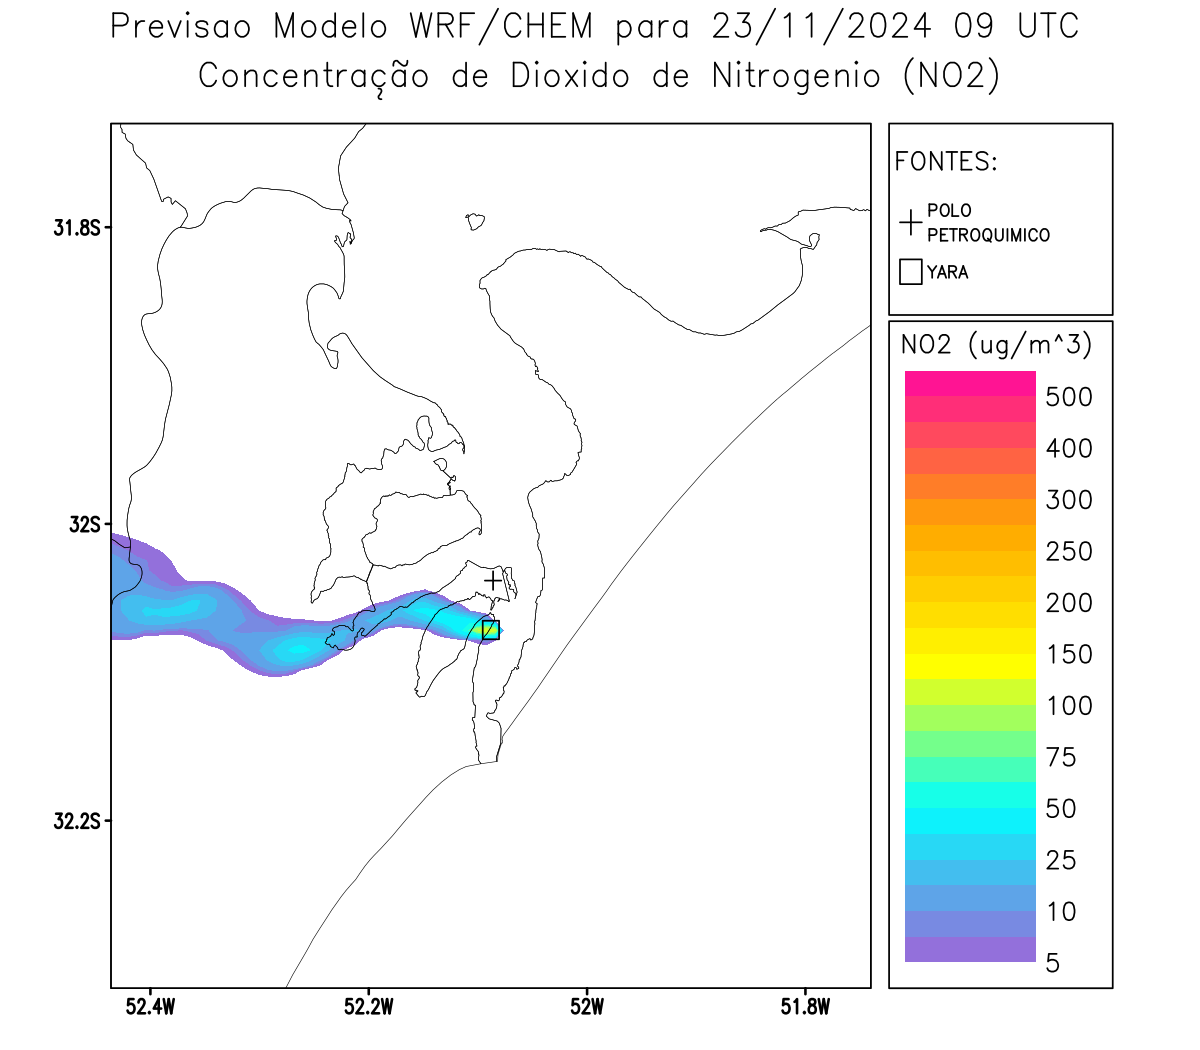 Previsao Modelo WRF/CHEM para 23/11/2024 09 UTC
Concentração de Dioxido de Nitrogenio (NO2)
FONTES:
POLO
PETROQUIMICO
YARA
NO2 (ug/m^3)
500
400
300
250
200
150
100
75
50
25
10
5
31.8S
32S
32.2S
52.4W
52.2W
52W
51.8W